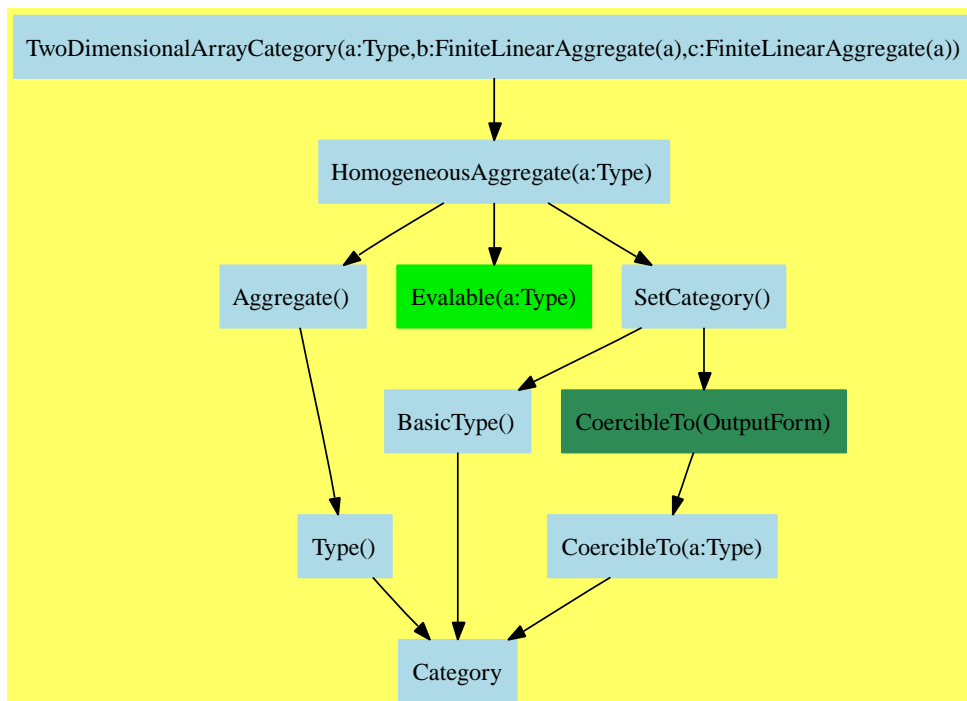 TwoDimensionalArrayCategory(a:Type,b:FiniteLinearAggregate(a),c:FiniteLinearAggregate(a))
HomogeneousAggregate(a:Type)
Aggregate()
Evalable(a:Type)
SetCategory()
BasicType()
CoercibleTo(OutputForm)
Type()
CoercibleTo(a:Type)
Category